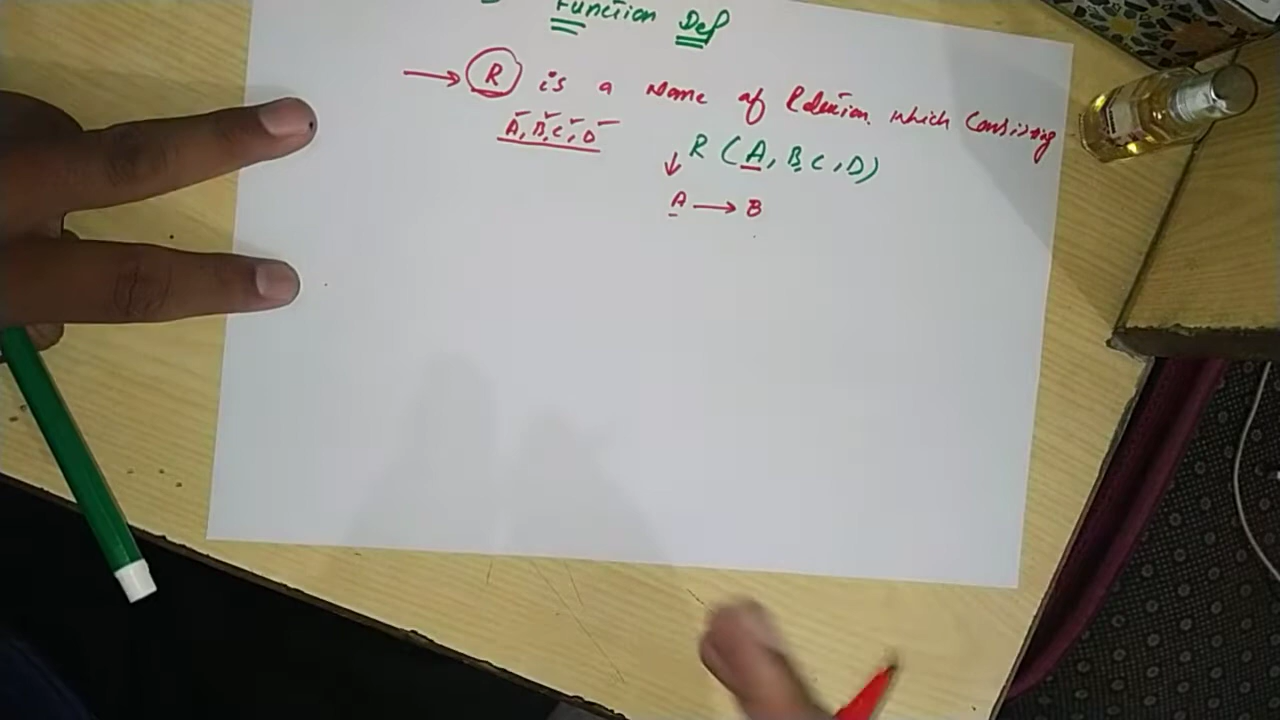 Function Def
→ R is a Name of Relation which Consisting
A, B, C, D
R (A, B, C, D)
A → B